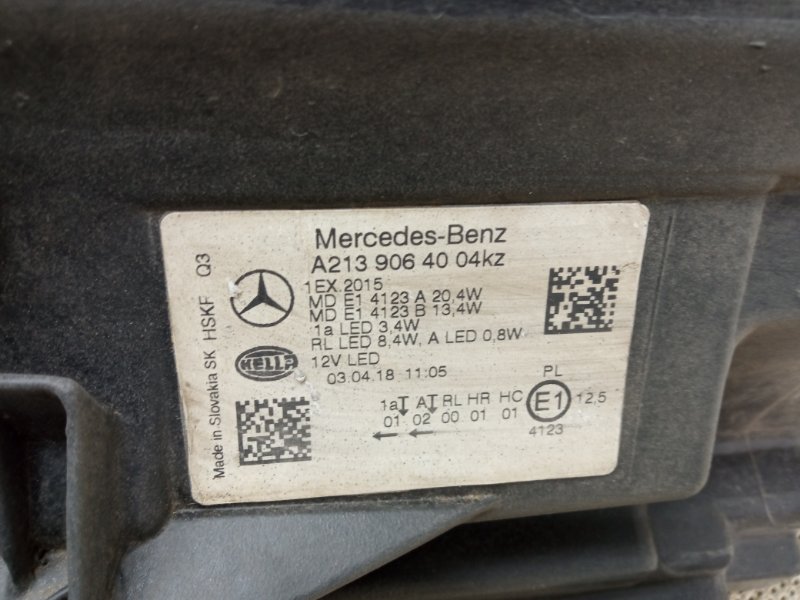 Mercedes-Benz
A213 906 40 04kz
1EX.2015
MD E1 4123 A 20,4W
MD E1 4123 B 13,4W
1a LED 3,4W
RL LED 8,4W, A LED 0,8W
12V LED
03.04.18 11:05
HELLA
PL
1a AT RL HR HC
01 02 00 01 01
E1
12,5
4123
Made in Slovakia SK HSKF Q3